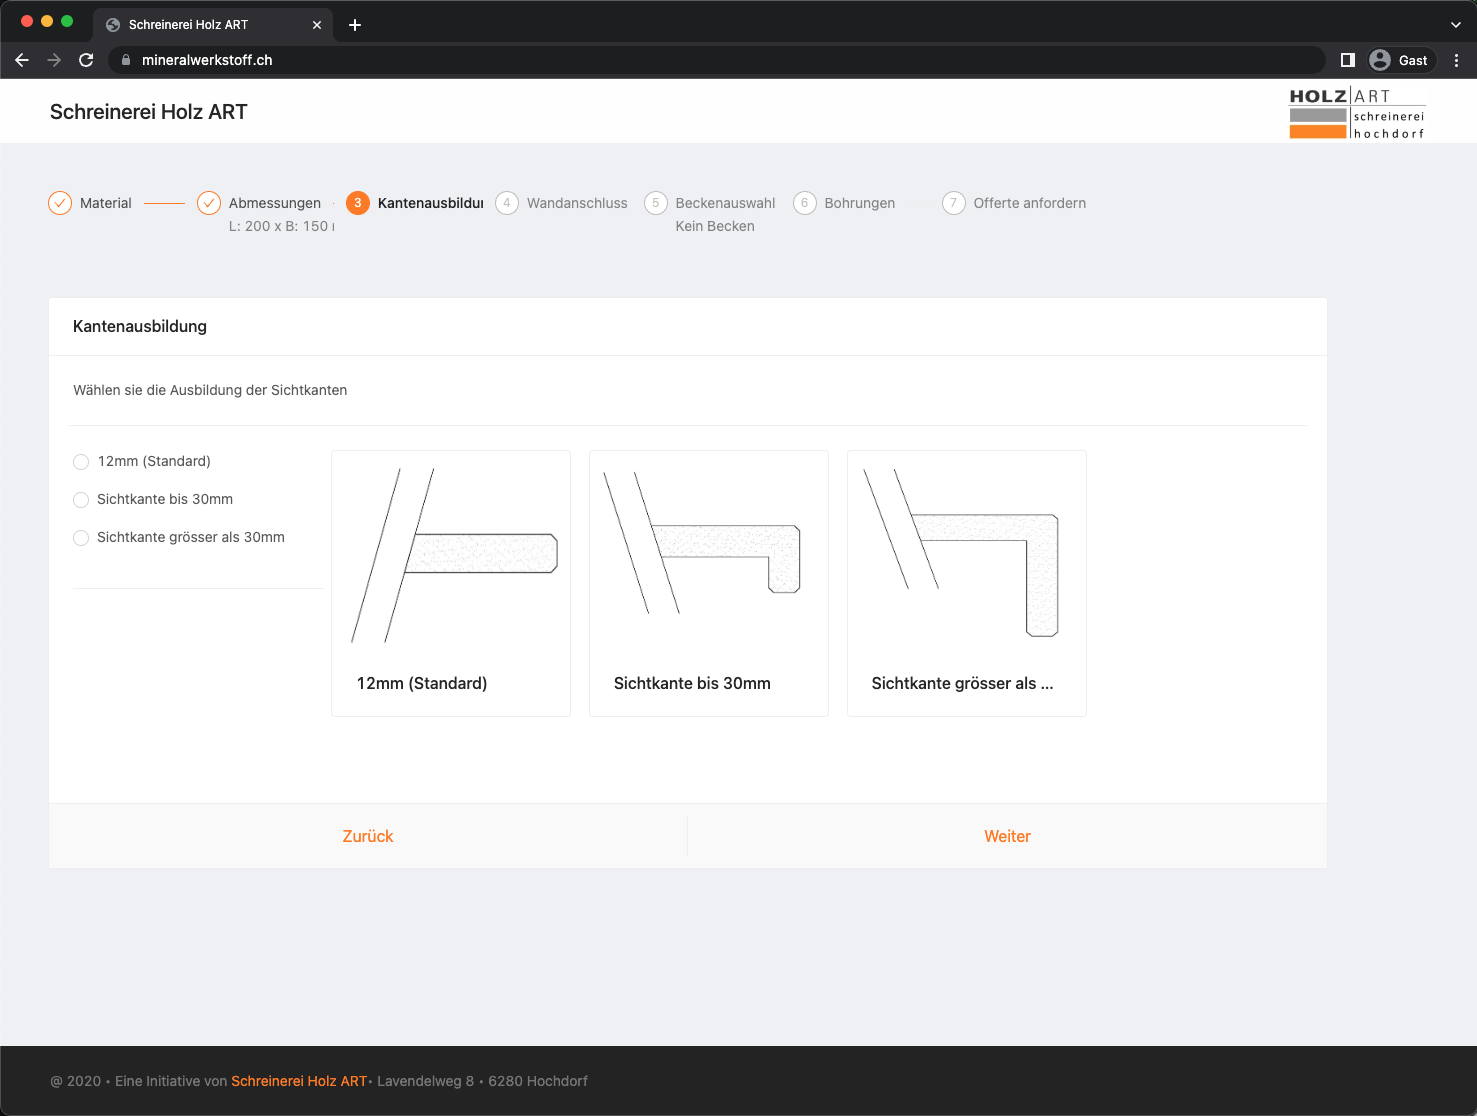 Schreinerei Holz ART
mineralwerkstoff.ch
Gast
Schreinerei Holz ART
HOLZ ART
schreinerei
hochdorf
Material
Abmessungen
L: 200 x B: 150
3 Kantenausbildu
4 Wandanschluss
5 Beckenauswahl
Kein Becken
6 Bohrungen
7 Offerte anfordern
Kantenausbildung
Wählen sie die Ausbildung der Sichtkanten
12mm (Standard)
Sichtkante bis 30mm
Sichtkante grösser als 30mm
12mm (Standard)
Sichtkante bis 30mm
Sichtkante grösser als ...
Zurück
Weiter
@ 2020 • Eine Initiative von Schreinerei Holz ART• Lavendelweg 8 • 6280 Hochdorf